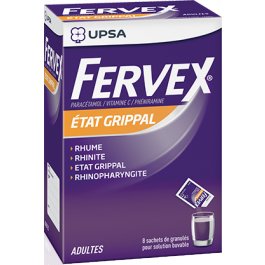 UPSA
FERVEX®
PARACÉTAMOL / VITAMINE C / PHÉNIRAMINE
ÉTAT GRIPPAL
RHUME
RHINITE
ETAT GRIPPAL
RHINOPHARYNGITE
ADULTES
8 sachets de granulés
pour solution buvable